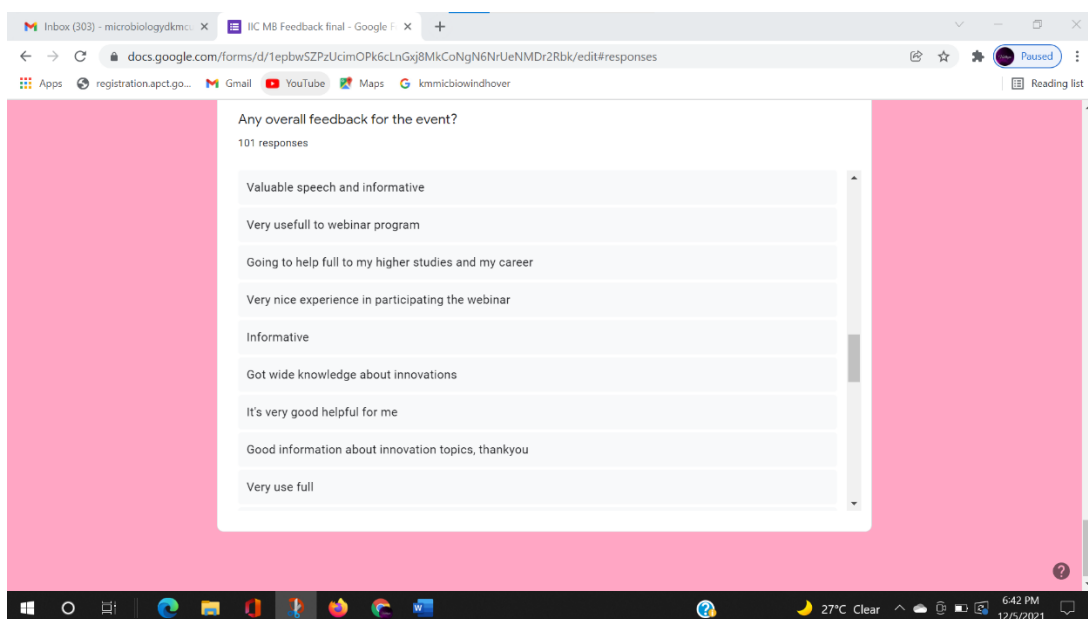 Inbox (303) - microbiologydkmc
IIC MB Feedback final - Google F
docs.google.com/forms/d/1epbwSZPzUcimOPk6cLnGxj8MkCoNgN6NrUeNMDr2Rbk/edit#responses
Paused
Apps
registration.apct.go...
Gmail
YouTube
Maps
kmmicbiowindhover
Reading list
Any overall feedback for the event?
101 responses
Valuable speech and informative
Very usefull to webinar program
Going to help full to my higher studies and my career
Very nice experience in participating the webinar
Informative
Got wide knowledge about innovations
It's very good helpful for me
Good information about innovation topics, thankyou
Very use full
27°C Clear
6:42 PM
12/5/2021